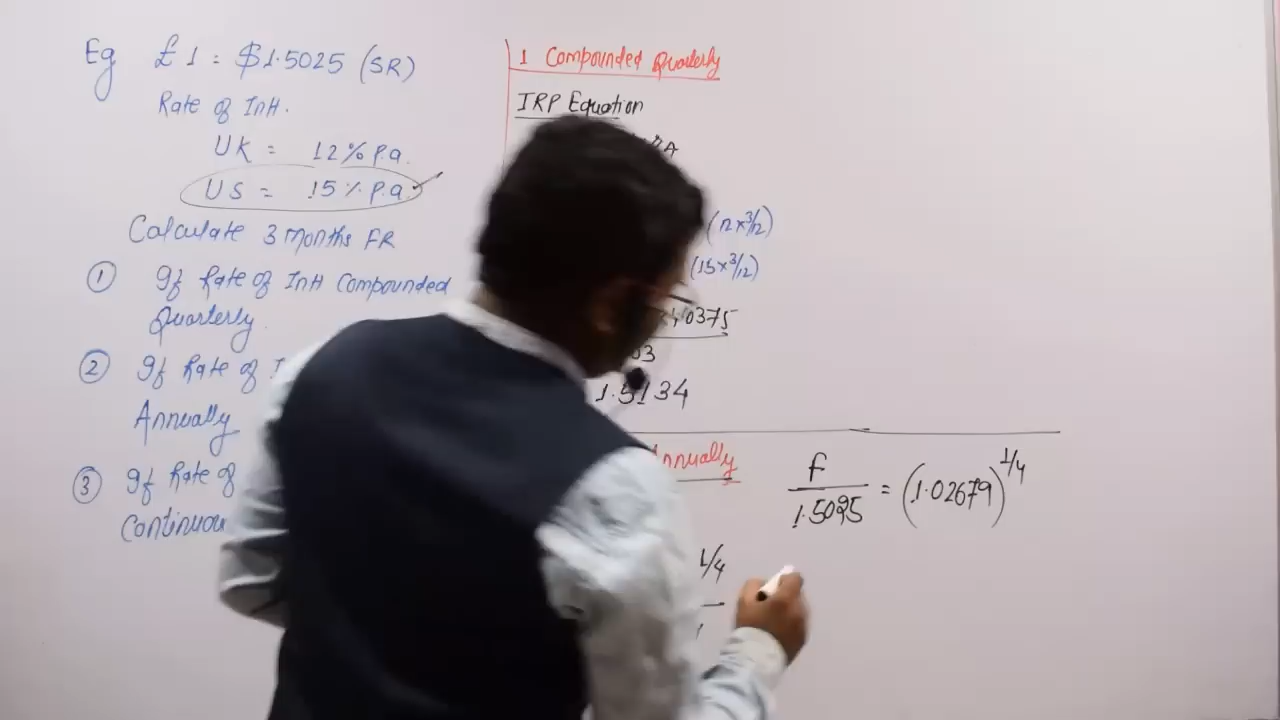 Eg £1 = $1.5025 (SR)
Rate of Int.
UK = 12% p.a.
US = 15% p.a.
Calculate 3 Months FR
① If Rate of Int Compounded
Quarterly.
② If Rate of
Annually
③ If Rate of
Continuou
1 Compounded Quarterly
IRP Equation
(12×3/12)
(15×3/12)
0375
03
1.5134
Annually
1/4
F
1.5025 = (1.02679)^1/4